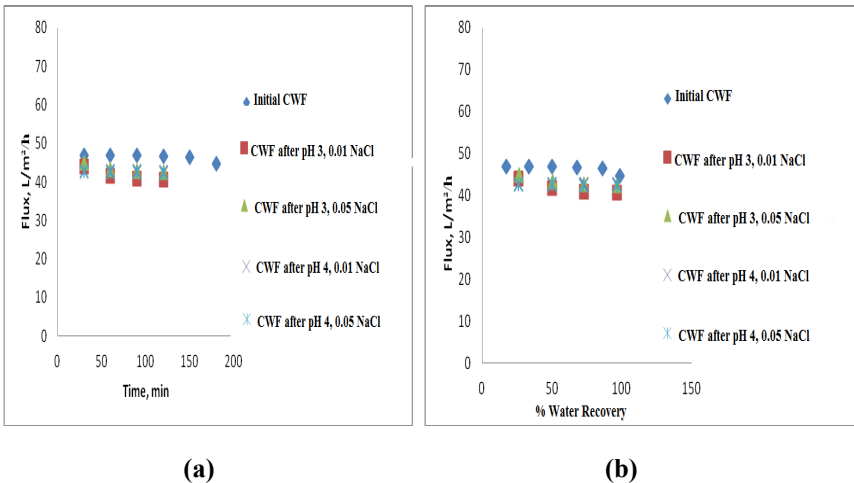 80
70
60
50
40
30
20
10
0
Flux, L/m²/h
0 50 100 150 200
Time, min
Initial CWF
CWF after pH 3, 0.01 NaCl
CWF after pH 3, 0.05 NaCl
CWF after pH 4, 0.01 NaCl
CWF after pH 4, 0.05 NaCl
(a)
80
70
60
50
40
30
20
10
0
Flux, L/m²/h
0 50 100 150
% Water Recovery
Initial CWF
CWF after pH 3, 0.01 NaCl
CWF after pH 3, 0.05 NaCl
CWF after pH 4, 0.01 NaCl
CWF after pH 4, 0.05 NaCl
(b)